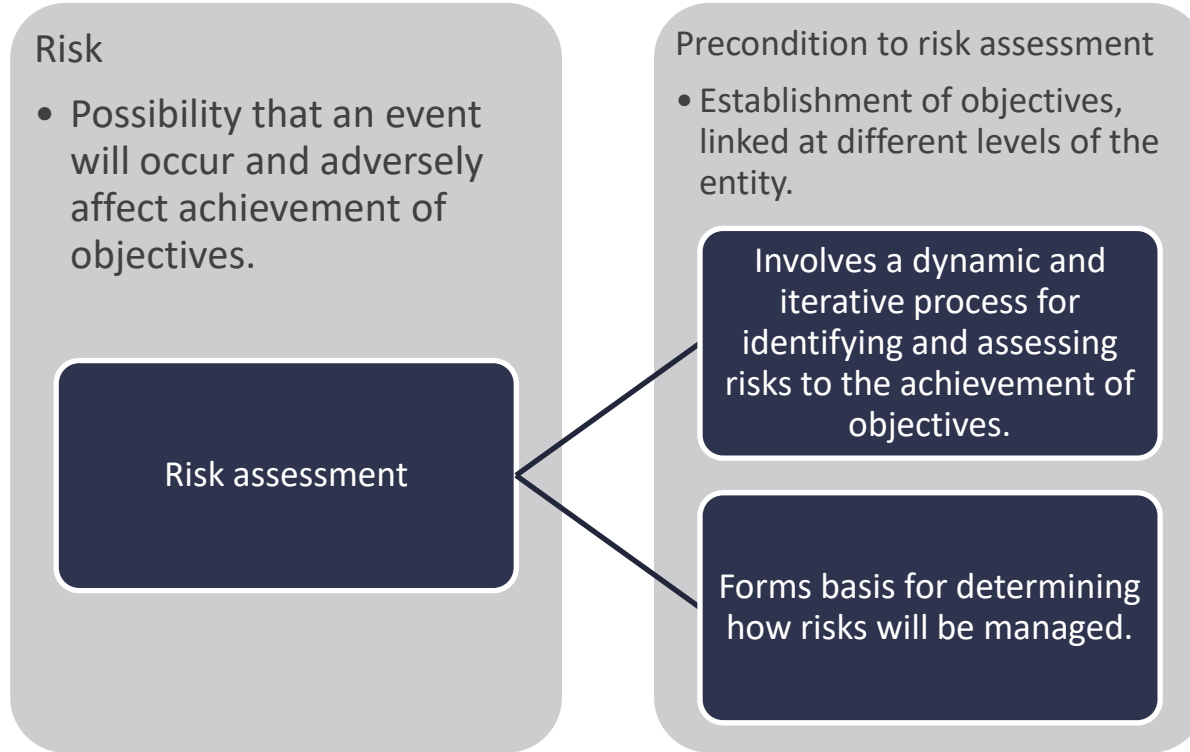 Risk
• Possibility that an event
will occur and adversely
affect achievement of
objectives.
Risk assessment
Precondition to risk assessment
• Establishment of objectives,
linked at different levels of the
entity.
Involves a dynamic and
iterative process for
identifying and assessing
risks to the achievement of
objectives.
Forms basis for determining
how risks will be managed.